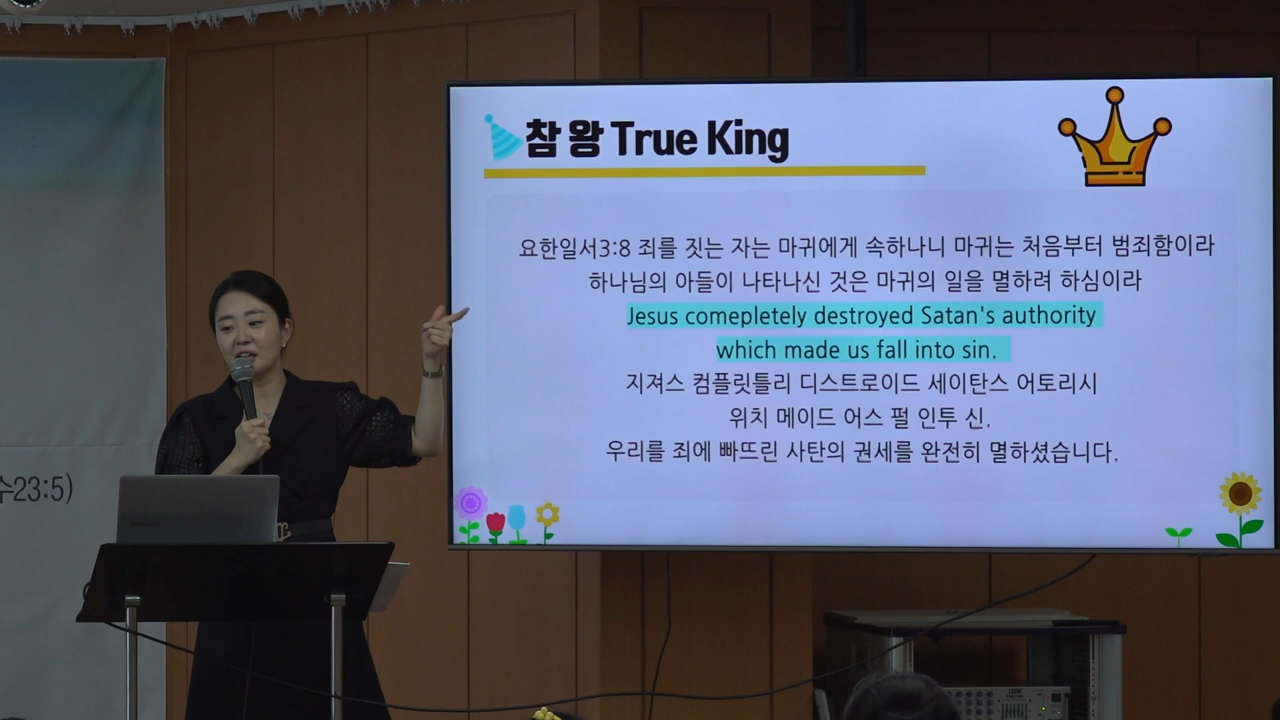 참 왕 True King
요한일서3:8 죄를 짓는 자는 마귀에게 속하나니 마귀는 처음부터 범죄함이라
하나님의 아들이 나타나신 것은 마귀의 일을 멸하려 하심이라
Jesus comepletely destroyed Satan's authority
which made us fall into sin.
지져스 컴플릿틀리 디스트로이드 세이탄스 어토리시
위치 메이드 어스 펄 인투 신.
우리를 죄에 빠뜨린 사탄의 권세를 완전히 멸하셨습니다.
수23:5)
SAMSUNG